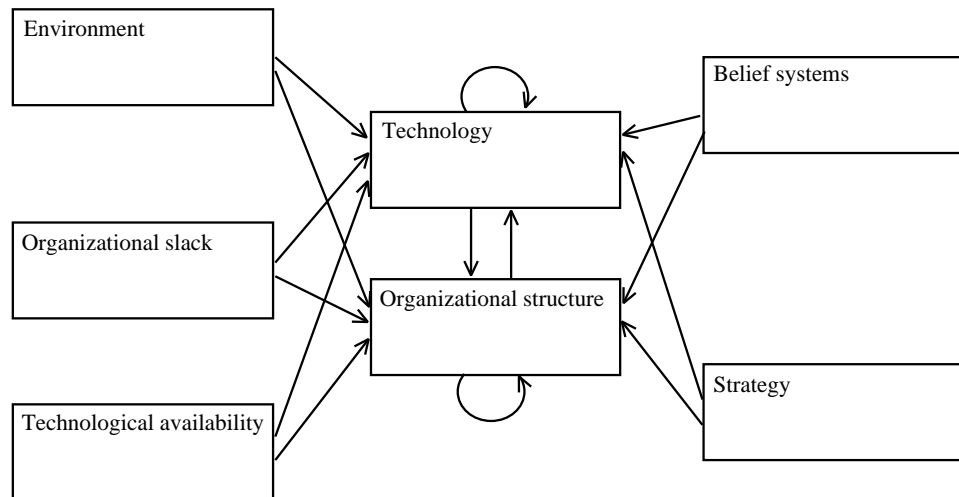 Environment
Belief systems
Technology
Organizational slack
Organizational structure
Strategy
Technological availability